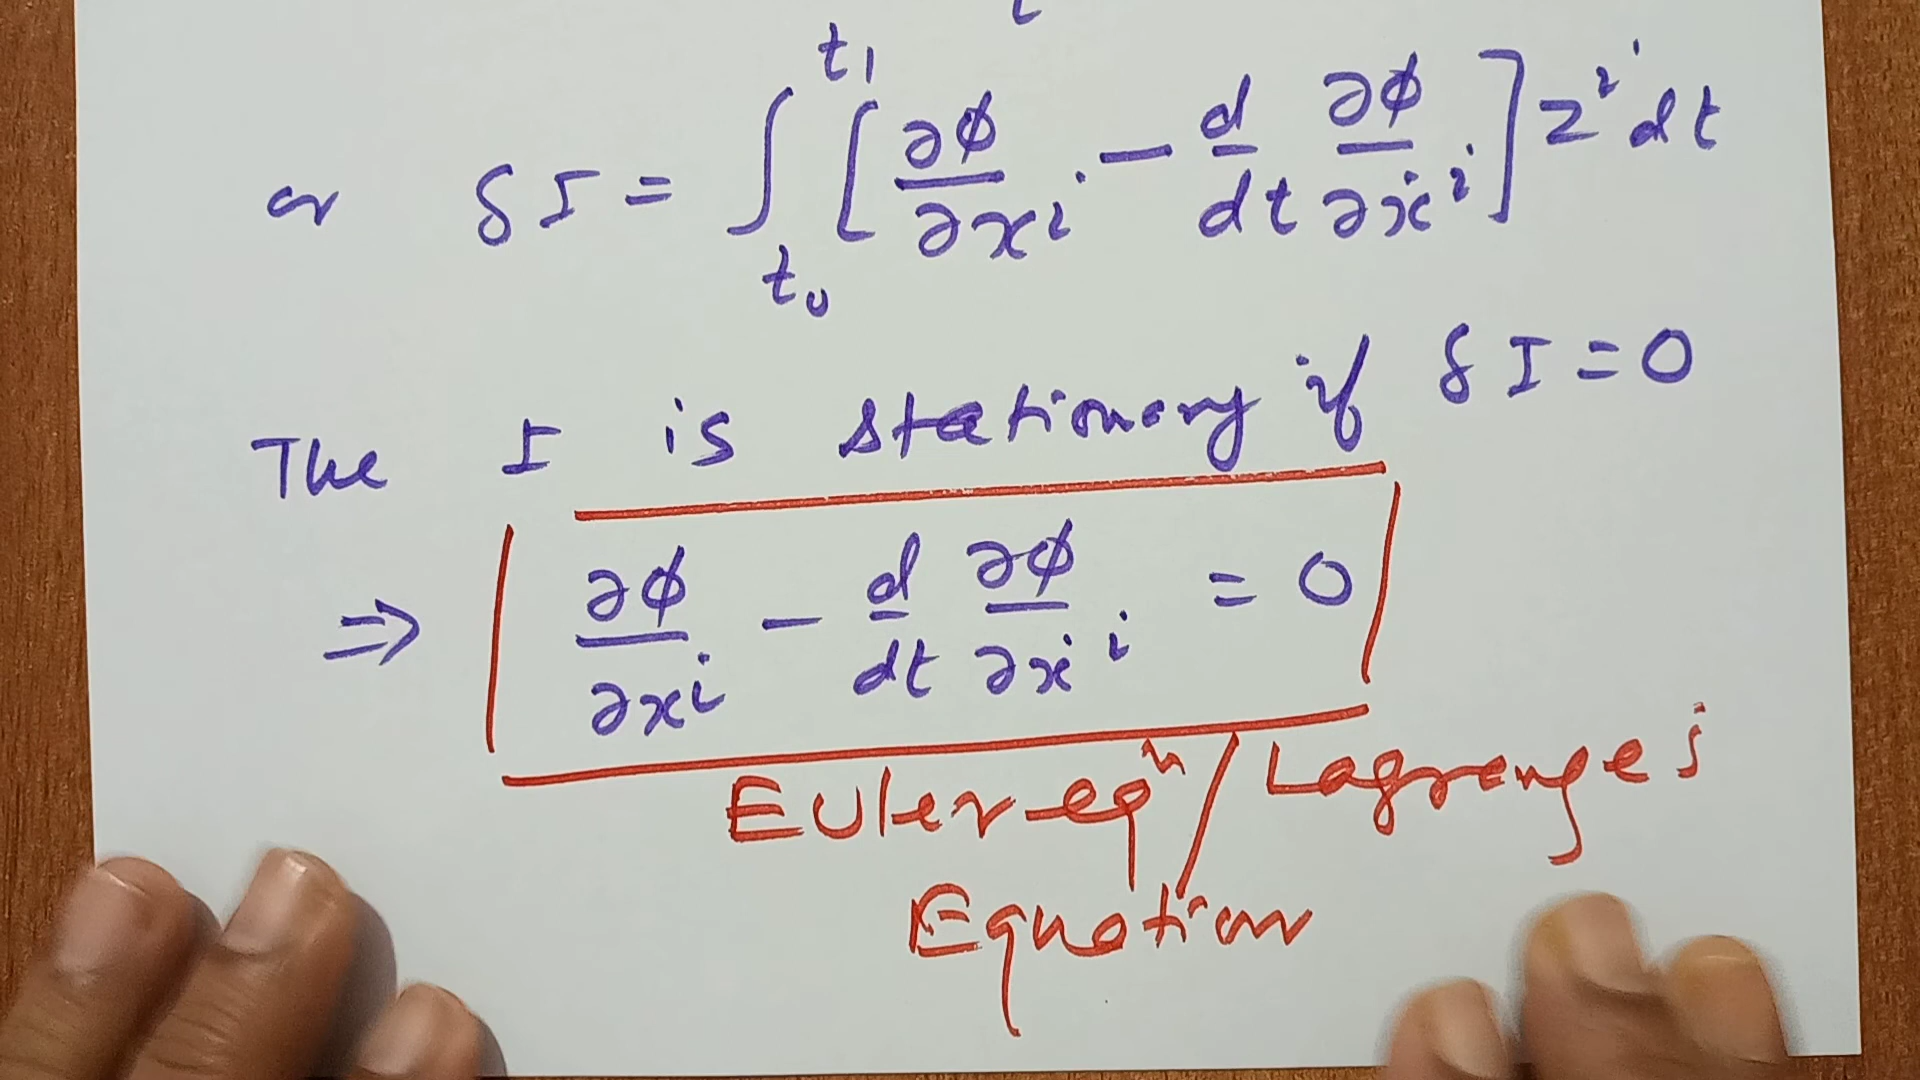 or δI = ∫_{t₀}^{t₁} [∂φ/∂xⁱ - d/dt ∂φ/∂ẋⁱ] zⁱ dt
The I is stationary if δI = 0
⇒ ∂φ/∂xⁱ - d/dt ∂φ/∂ẋⁱ = 0
Euler eqⁿ / Lagranges
Equation